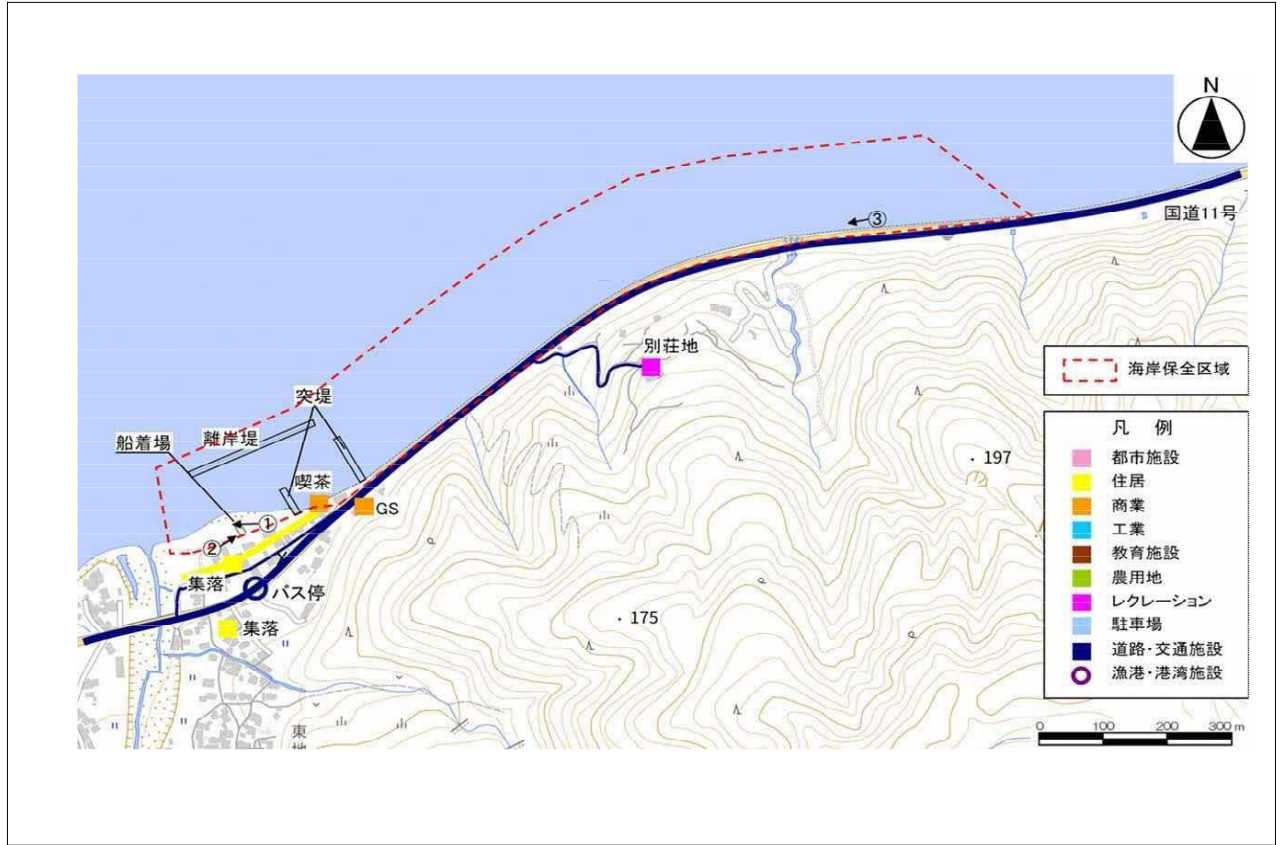 N
国道11号
③
別荘地
海岸保全区域
突堤
離岸堤
船着場
喫茶
GS
①
②
集落
バス停
集落
・197
・175
東
凡 例
都市施設
住居
商業
工業
教育施設
農用地
レクレーション
駐車場
道路・交通施設
漁港・港湾施設
0 100 200 300 m